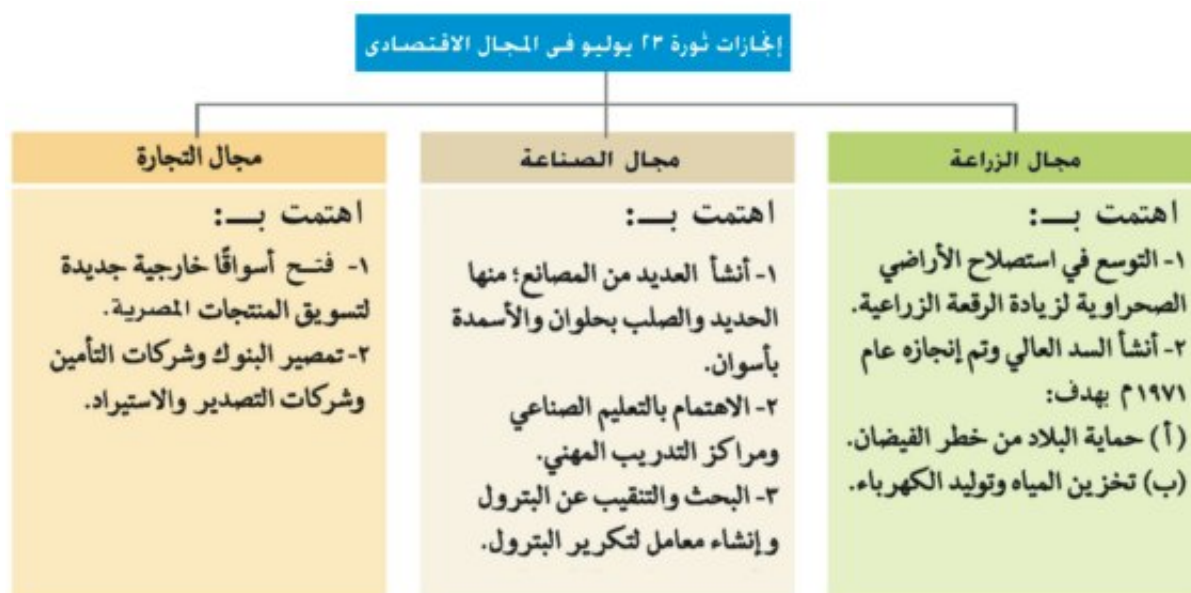 إنجازات ثورة ٢٣ يوليو فى المجال الاقتصادى
مجال الزراعة
اهتمت بــ:
١- التوسع في استصلاح الأراضي
الصحراوية لزيادة الرقعة الزراعية.
٢- أنشأ السد العالي وتم إنجازه عام
١٩٧١م بهدف:
(أ) حماية البلاد من خطر الفيضان.
(ب) تخزين المياه وتوليد الكهرباء.
مجال الصناعة
اهتمت بــ:
١- أنشأ العديد من المصانع؛ منها
الحديد والصلب بحلوان والأسمدة
بأسوان.
٢- الاهتمام بالتعليم الصناعي
ومراكز التدريب المهني.
٣- البحث والتنقيب عن البترول
وإنشاء معامل لتكرير البترول.
مجال التجارة
اهتمت بــ:
١- فتح أسواقًا خارجية جديدة
لتسويق المنتجات المصرية.
٢- تمصير البنوك وشركات التأمين
وشركات التصدير والاستيراد.